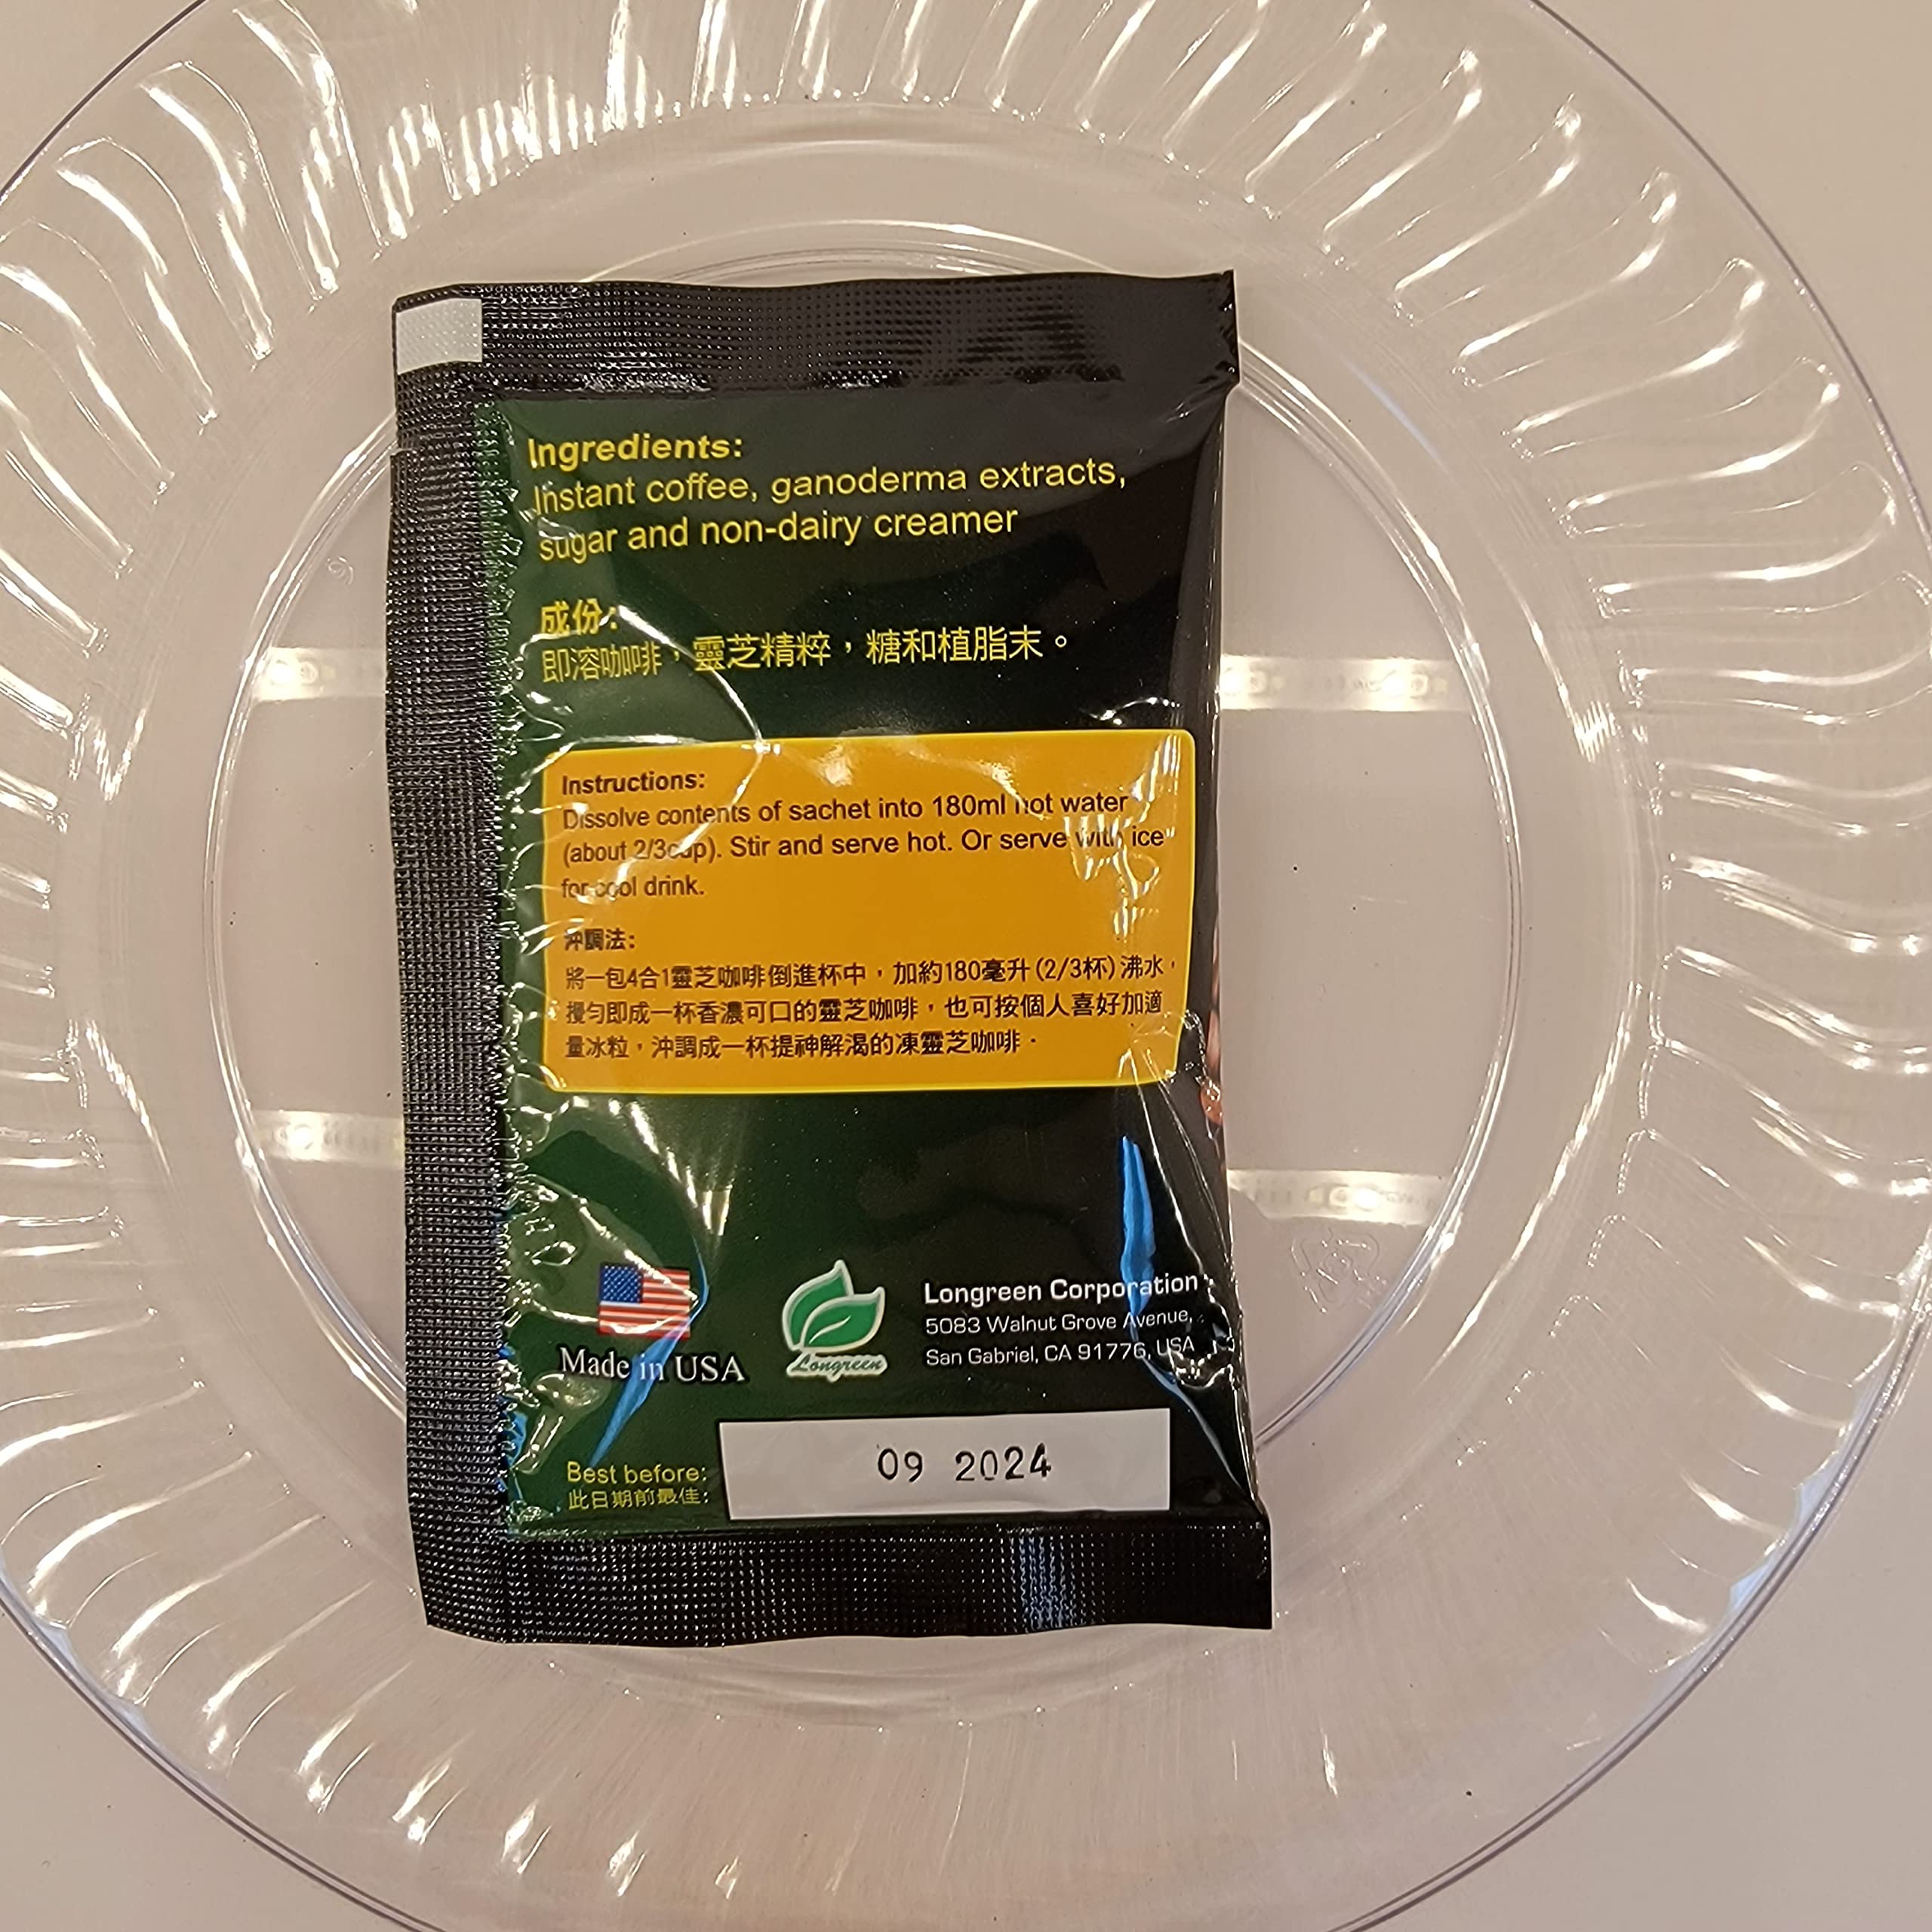 Ingredients:
Instant coffee, ganoderma extracts,
sugar and non-dairy creamer
成份:
即溶咖啡，靈芝精粹，糖和植脂末。
Instructions:
Dissolve contents of sachet into 180ml hot water
(about 2/3cup). Stir and serve hot. Or serve with ice
for cool drink.
沖調法:
將一包4合1靈芝咖啡倒進杯中，加約180毫升(2/3杯)沸水，
攪勻即成一杯香濃可口的靈芝咖啡，也可按個人喜好加適
量冰粒，沖調成一杯提神解渴的凍靈芝咖啡．
Made in USA
Longreen
Longreen Corporation
5083 Walnut Grove Avenue,
San Gabriel, CA 91776, USA
Best before:
此日期前最佳:
09 2024